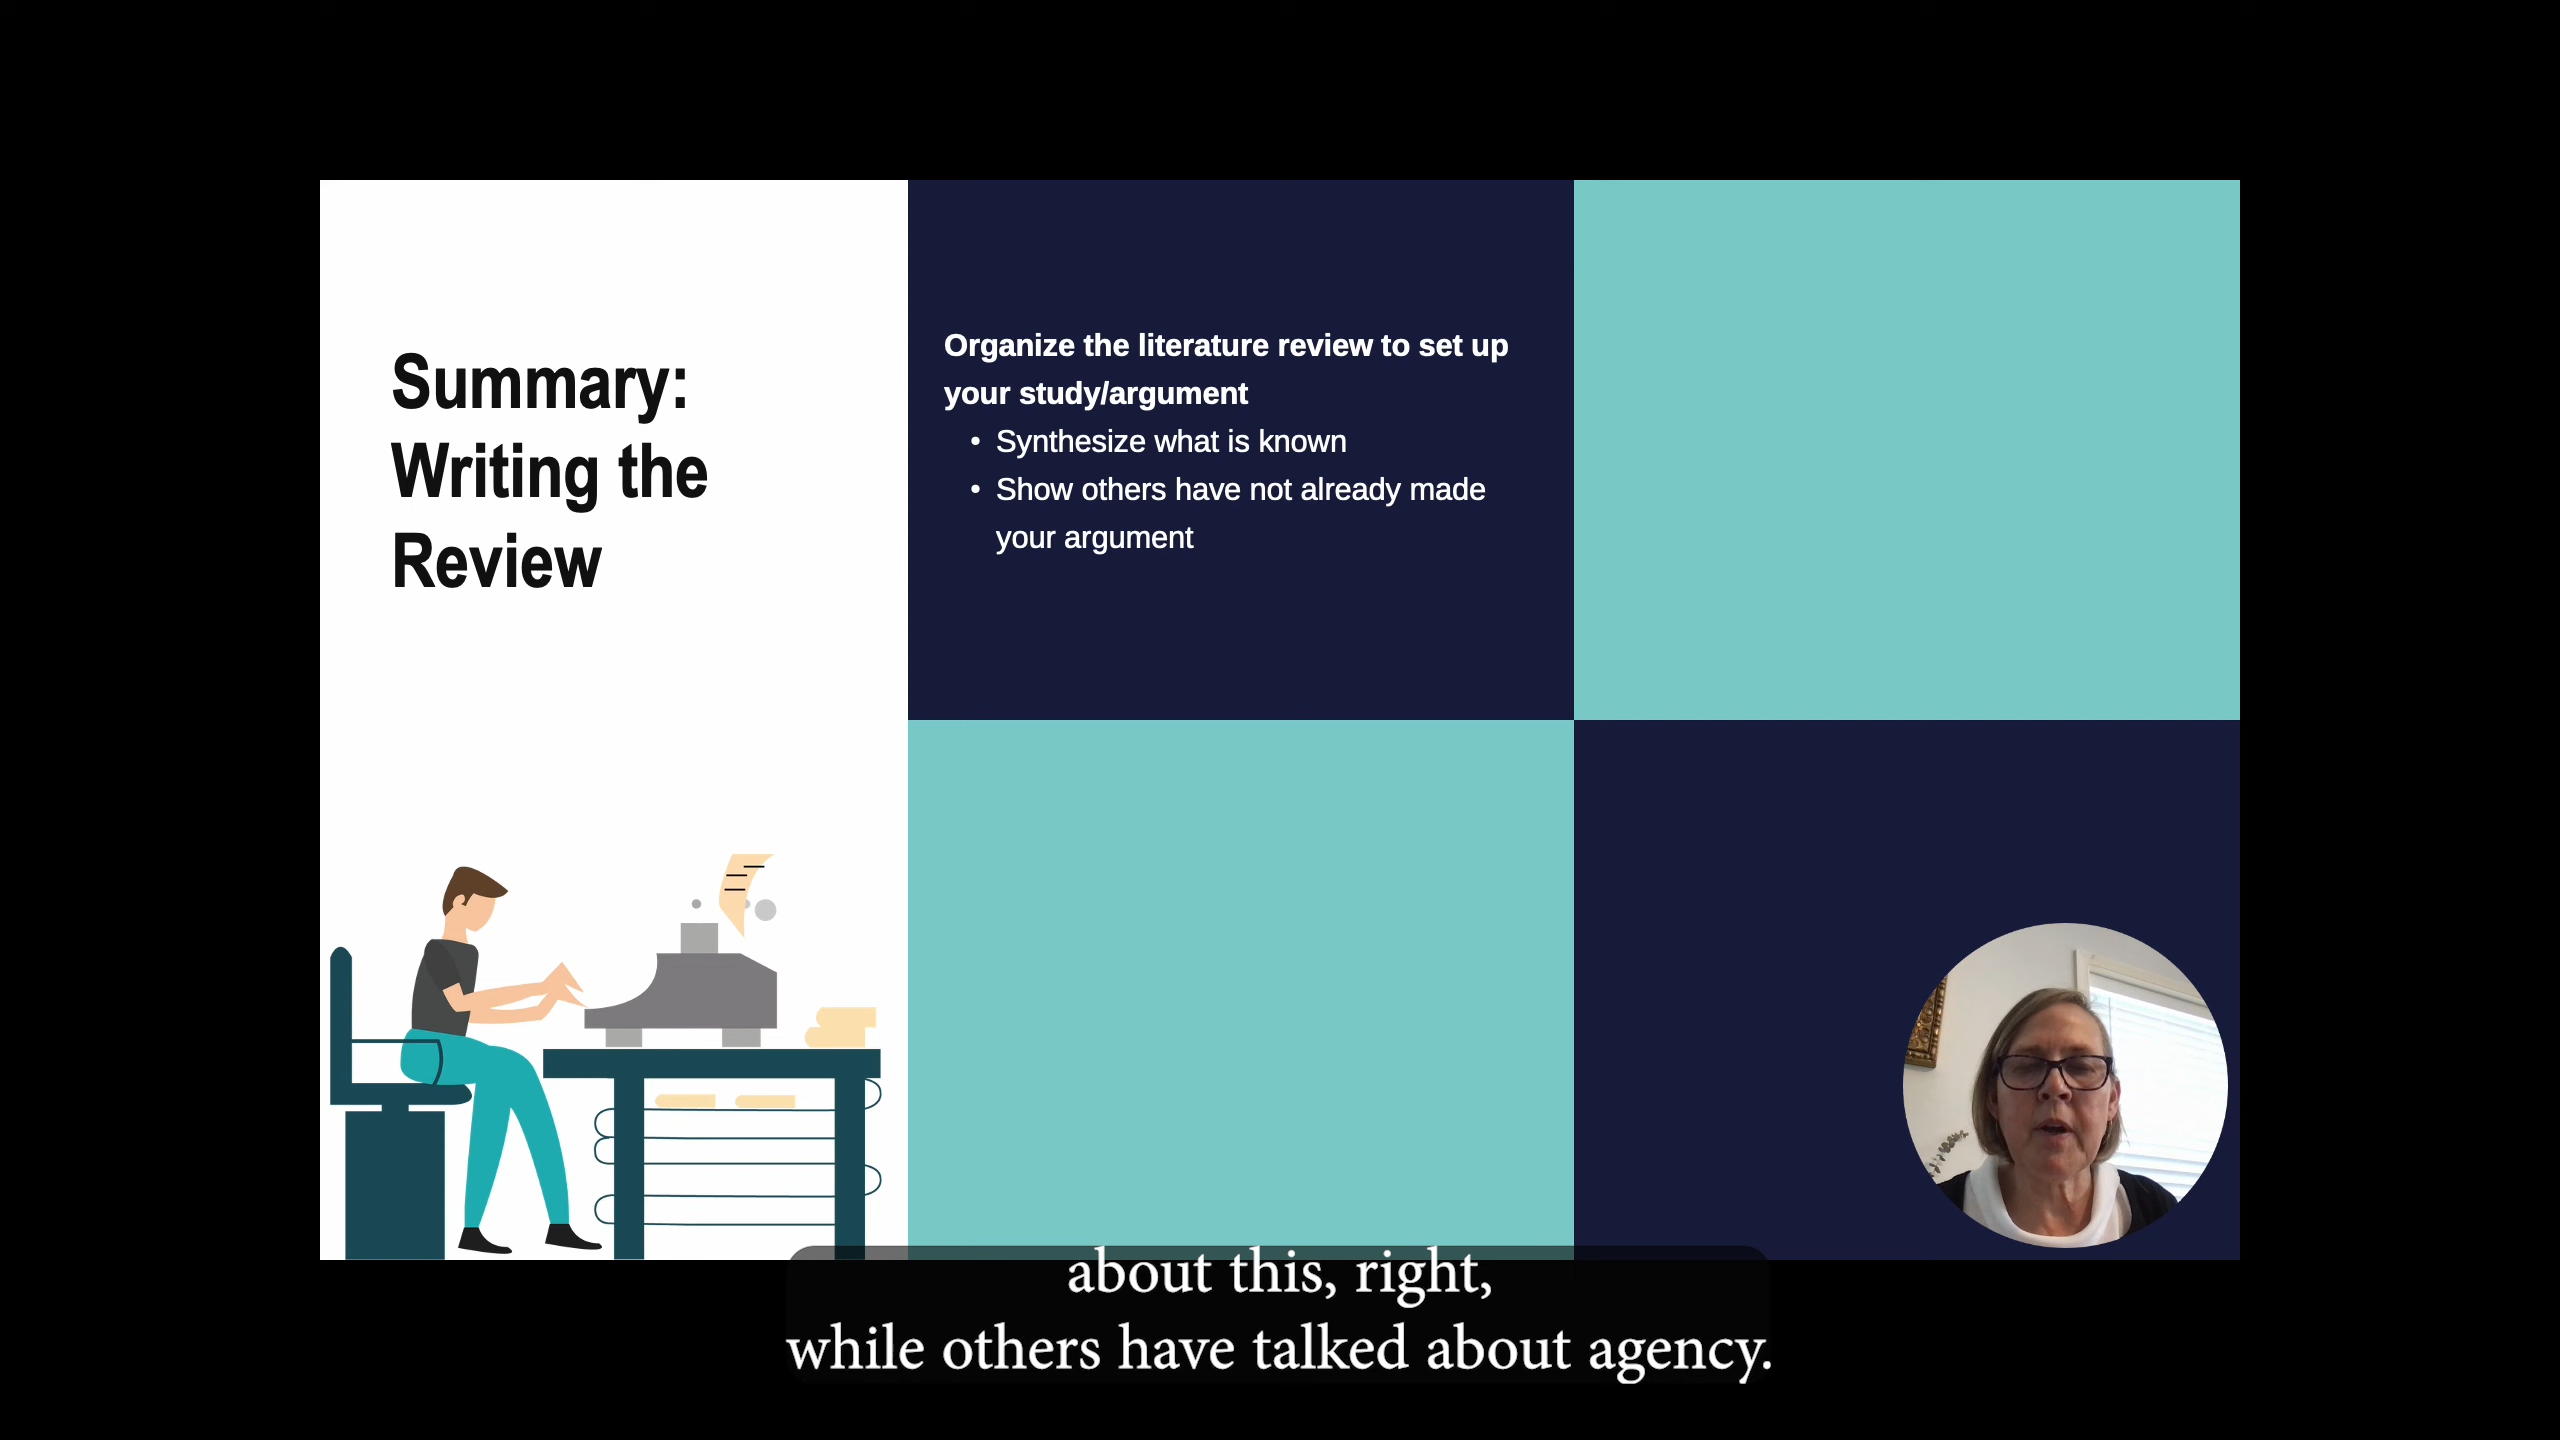 Summary:
Writing the
Review
Organize the literature review to set up
your study/argument
• Synthesize what is known
• Show others have not already made
your argument
about this, right,
while others have talked about agency.